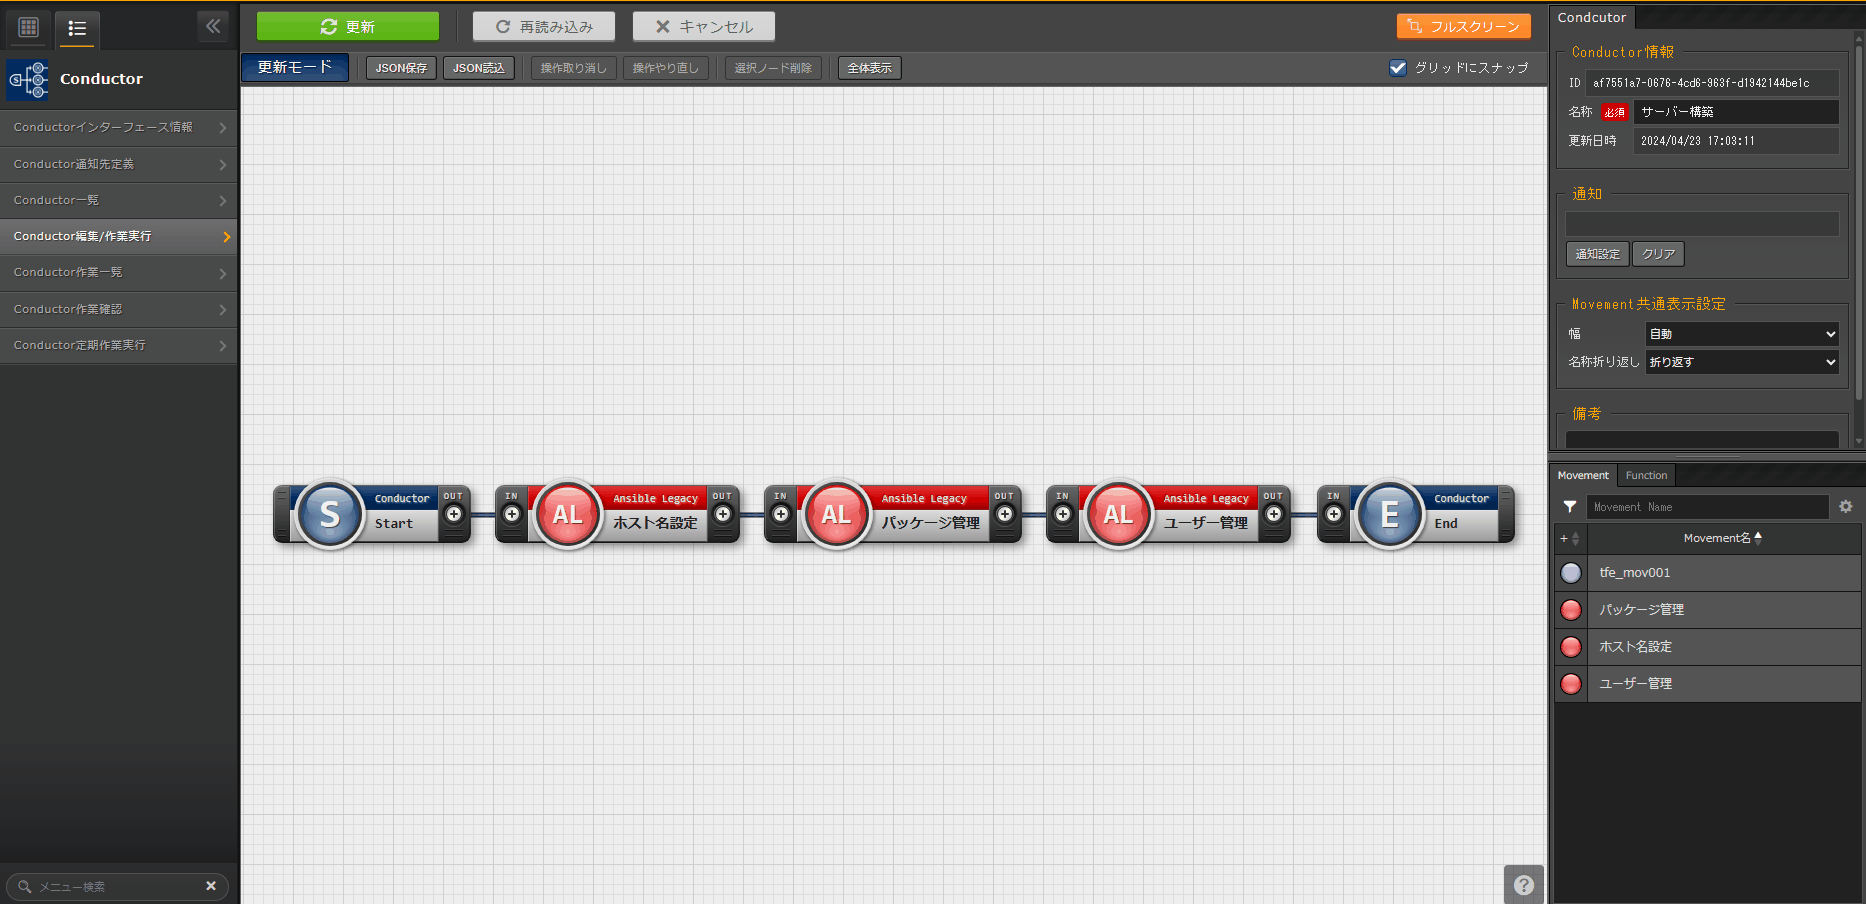 更新
再読み込み
キャンセル
フルスクリーン
更新モード
JSON保存
JSON読込
操作取り消し
操作やり直し
選択ノード削除
全体表示
グリッドにスナップ
Conductor
Conductorインターフェース情報
Conductor通知先定義
Conductor一覧
Conductor編集/作業実行
Conductor作業一覧
Conductor作業確認
Conductor定期作業実行
メニュー検索
S
Conductor
Start
OUT
IN
AL
Ansible Legacy
ホスト名設定
OUT
IN
AL
Ansible Legacy
パッケージ管理
OUT
IN
AL
Ansible Legacy
ユーザー管理
OUT
IN
E
Conductor
End
Condcutor
Conductor情報
ID af7551a7-0676-4cd6-963f-d1942144be1c
名称 必須 サーバー構築
更新日時 2024/04/23 17:03:11
通知
通知設定 クリア
Movement共通表示設定
幅 自動
名称折り返し 折り返す
備考
Movement Function
Movement Name
Movement名
tfe_mov001
パッケージ管理
ホスト名設定
ユーザー管理